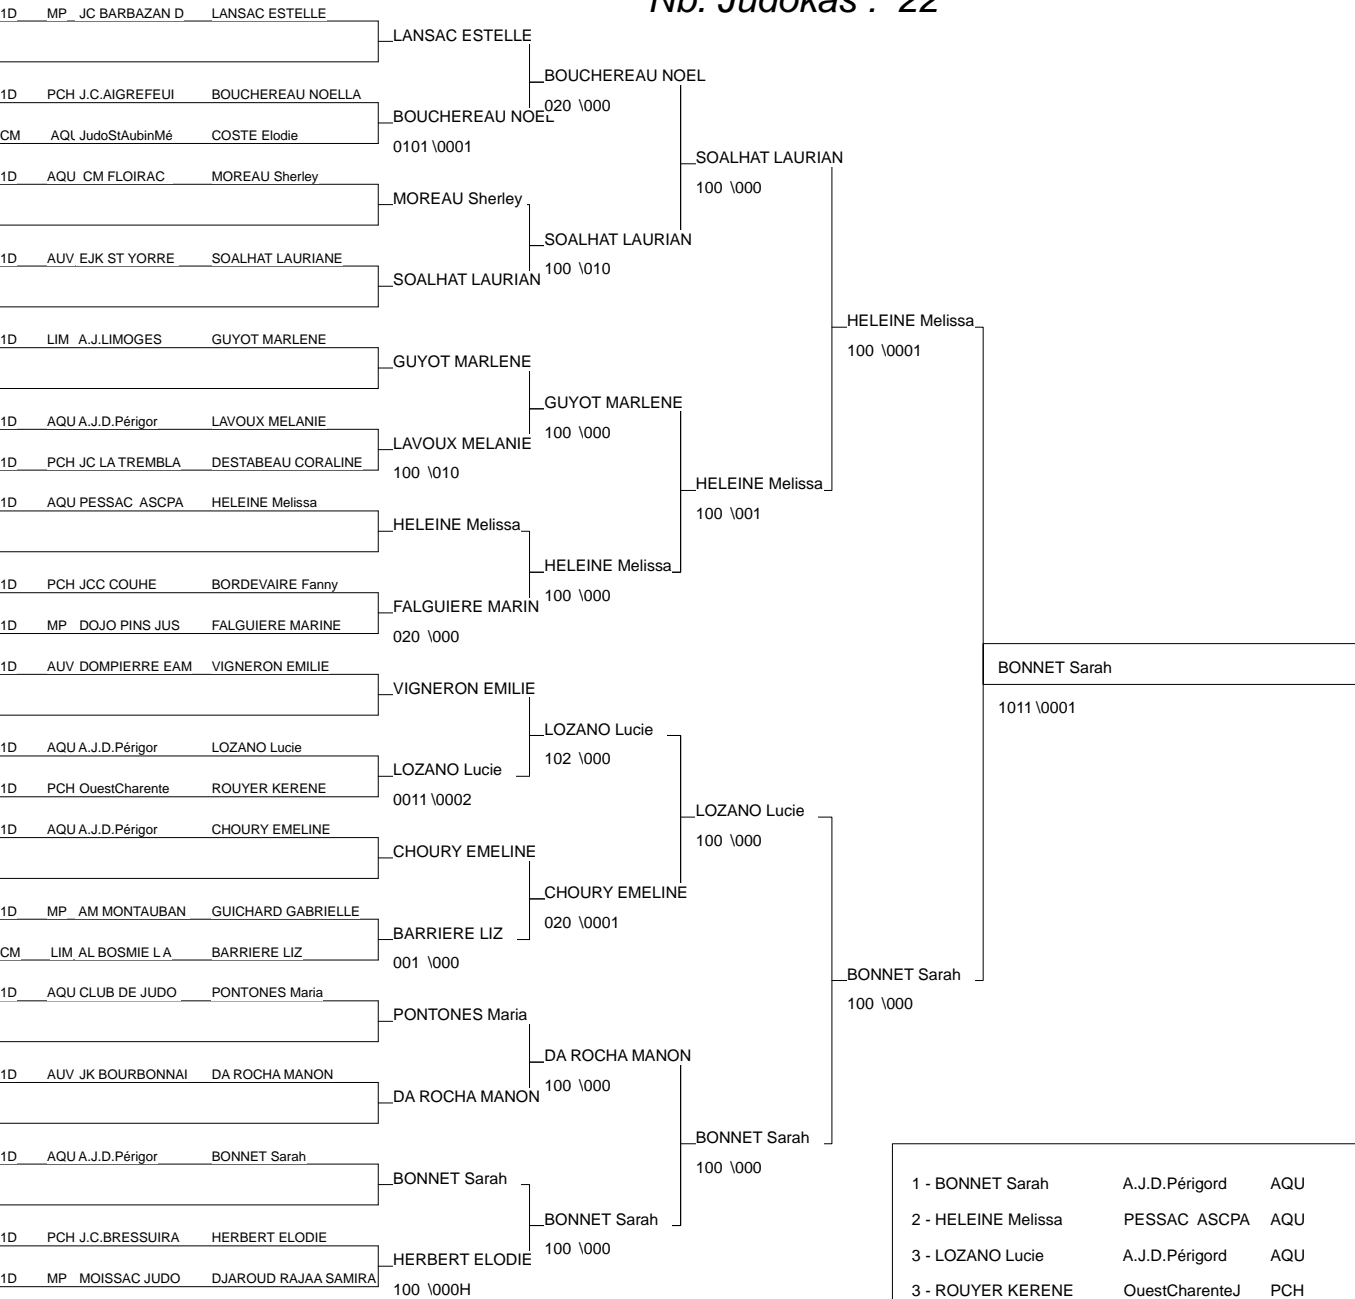 Nb. Judokas : 22
1D MP JC BARBAZAN D LANSAC ESTELLE
LANSAC ESTELLE
BOUCHEREAU NOEL
1D PCH J.C.AIGREFEUI BOUCHEREAU NOELLA
020 \000
BOUCHEREAU NOEL
CM AQU JudoStAubinMé COSTE Elodie
0101 \0001
SOALHAT LAURIAN
1D AQU CM FLOIRAC MOREAU Sherley
100 \000
MOREAU Sherley
SOALHAT LAURIAN
1D AUV EJK ST YORRE SOALHAT LAURIANE
100 \010
SOALHAT LAURIAN
HELEINE Melissa
1D LIM A.J.LIMOGES GUYOT MARLENE
100 \0001
GUYOT MARLENE
GUYOT MARLENE
1D AQU A.J.D.Périgor LAVOUX MELANIE
100 \000
LAVOUX MELANIE
1D PCH JC LA TREMBLA DESTABEAU CORALINE
100 \010
HELEINE Melissa
1D AQU PESSAC ASCPA HELEINE Melissa
100 \001
HELEINE Melissa
HELEINE Melissa
1D PCH JCC COUHE BORDEVAIRE Fanny
100 \000
FALGUIERE MARIN
1D MP DOJO PINS JUS FALGUIERE MARINE
020 \000
1D AUV DOMPIERRE EAM VIGNERON EMILIE
BONNET Sarah
VIGNERON EMILIE
1011 \0001
LOZANO Lucie
1D AQU A.J.D.Périgor LOZANO Lucie
102 \000
LOZANO Lucie
1D PCH OuestCharente ROUYER KERENE
0011 \0002
LOZANO Lucie
1D AQU A.J.D.Périgor CHOURY EMELINE
100 \000
CHOURY EMELINE
CHOURY EMELINE
1D MP AM MONTAUBAN GUICHARD GABRIELLE
020 \0001
BARRIERE LIZ
CM LIM AL BOSMIE L A BARRIERE LIZ
001 \000
BONNET Sarah
1D AQU CLUB DE JUDO PONTONES Maria
100 \000
PONTONES Maria
DA ROCHA MANON
1D AUV JK BOURBONNAI DA ROCHA MANON
100 \000
DA ROCHA MANON
BONNET Sarah
1D AQU A.J.D.Périgor BONNET Sarah
100 \000
BONNET Sarah
BONNET Sarah
1D PCH J.C.BRESSUIRA HERBERT ELODIE
100 \000
HERBERT ELODIE
1D MP MOISSAC JUDO DJAROUD RAJAA SAMIRA
100 \000H
1 - BONNET Sarah A.J.D.Périgord AQU
2 - HELEINE Melissa PESSAC ASCPA AQU
3 - LOZANO Lucie A.J.D.Périgord AQU
3 - ROUYER KERENE OuestCharenteJ PCH